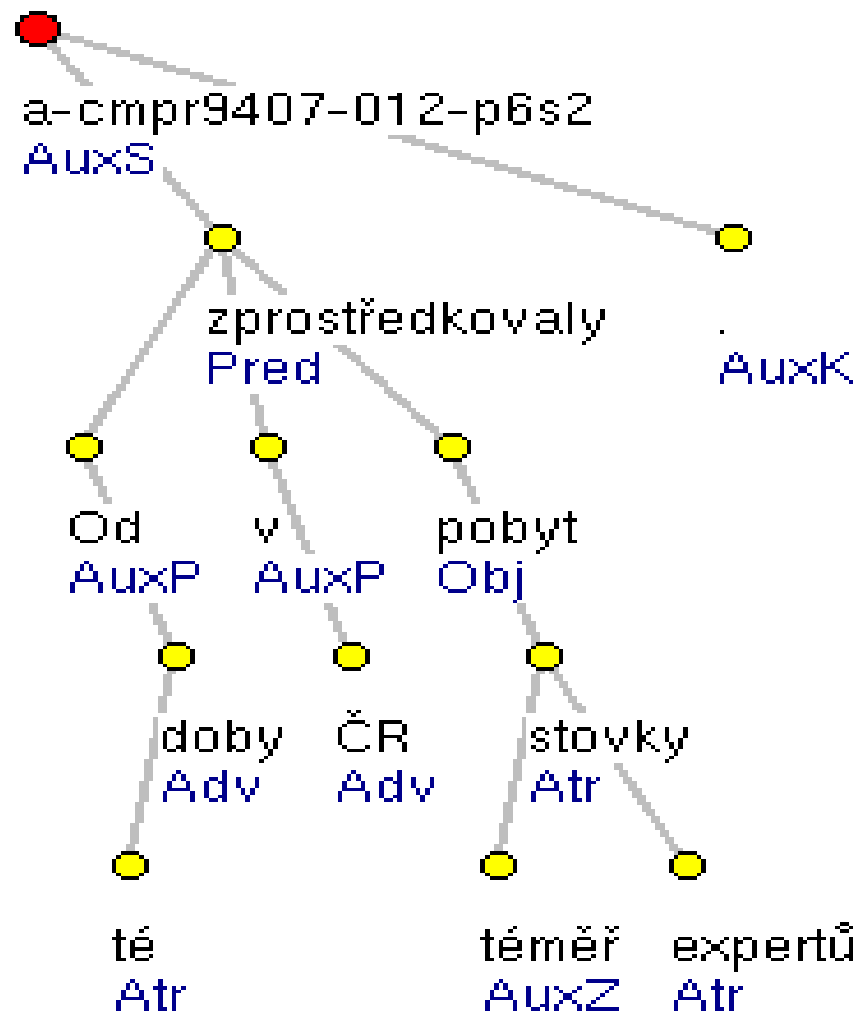 a-cmpr9407-012-p6s2
AuxS
zprostředkovaly .
Pred AuxK
Od v pobyt
AuxP AuxP Obj
doby ČR stovky
Adv Adv Atr
té téměř expertů
Atr AuxZ Atr